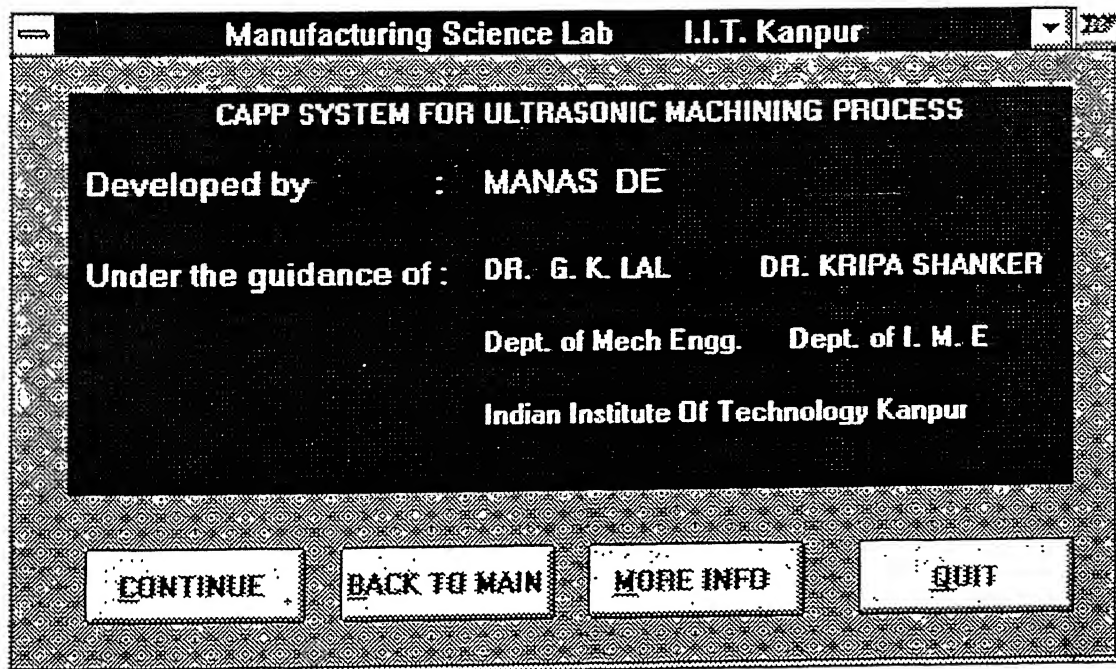 Manufacturing Science Lab I.I.T. Kanpur
CAPP SYSTEM FOR ULTRASONIC MACHINING PROCESS
Developed by : MANAS DE
Under the guidance of : DR. G. K. LAL DR. KRIPA SHANKER
Dept. of Mech Engg. Dept. of I. M. E
Indian Institute Of Technology Kanpur
CONTINUE BACK TO MAIN MORE INFO QUIT